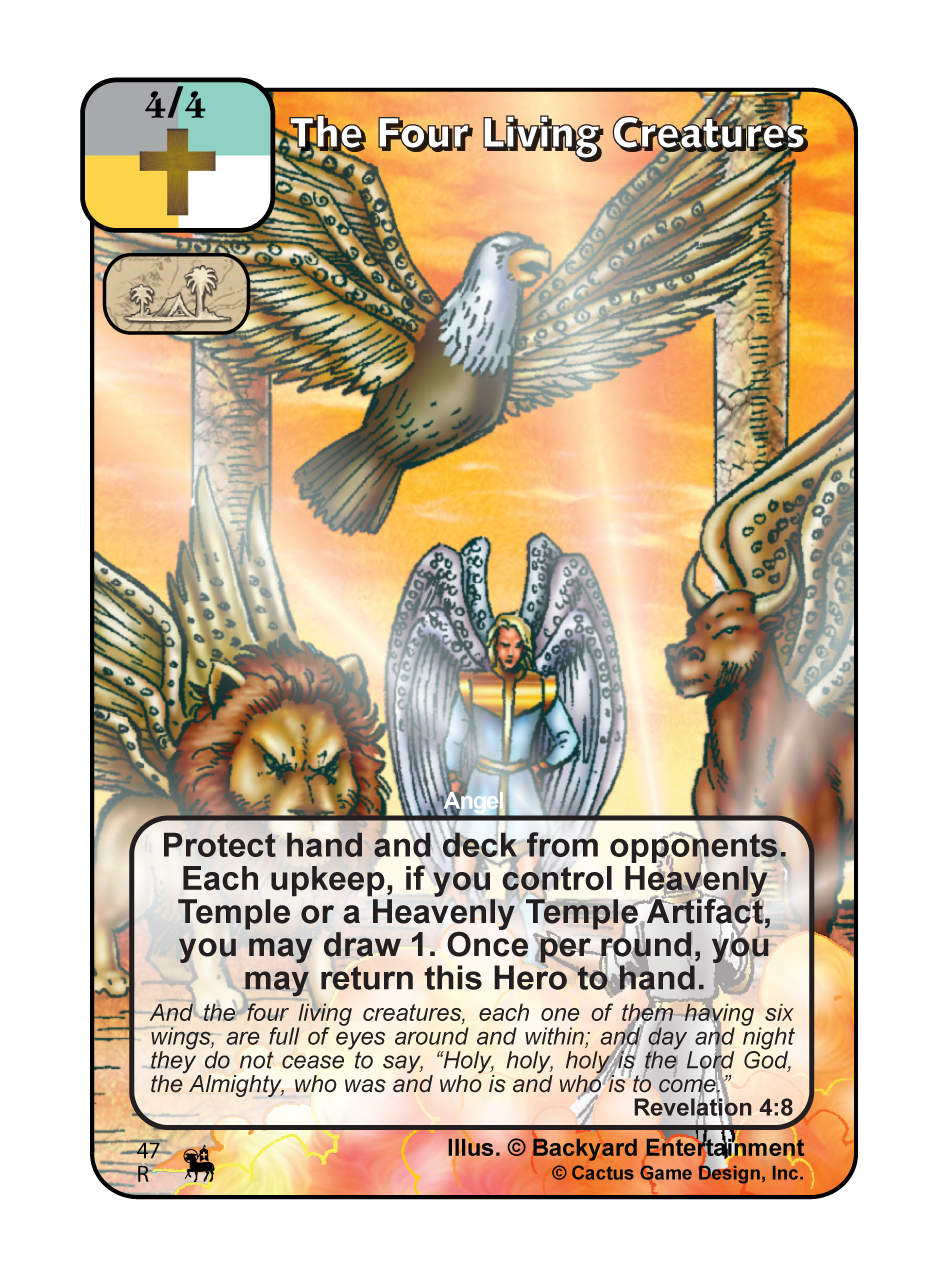 4/4
The Four Living Creatures
Angel
Protect hand and deck from opponents.
Each upkeep, if you control Heavenly
Temple or a Heavenly Temple Artifact,
you may draw 1. Once per round, you
may return this Hero to hand.
And the four living creatures, each one of them having six
wings, are full of eyes around and within; and day and night
they do not cease to say, “Holy, holy, holy is the Lord God,
the Almighty, who was and who is and who is to come.”
Revelation 4:8
47
R
Illus. © Backyard Entertainment
© Cactus Game Design, Inc.